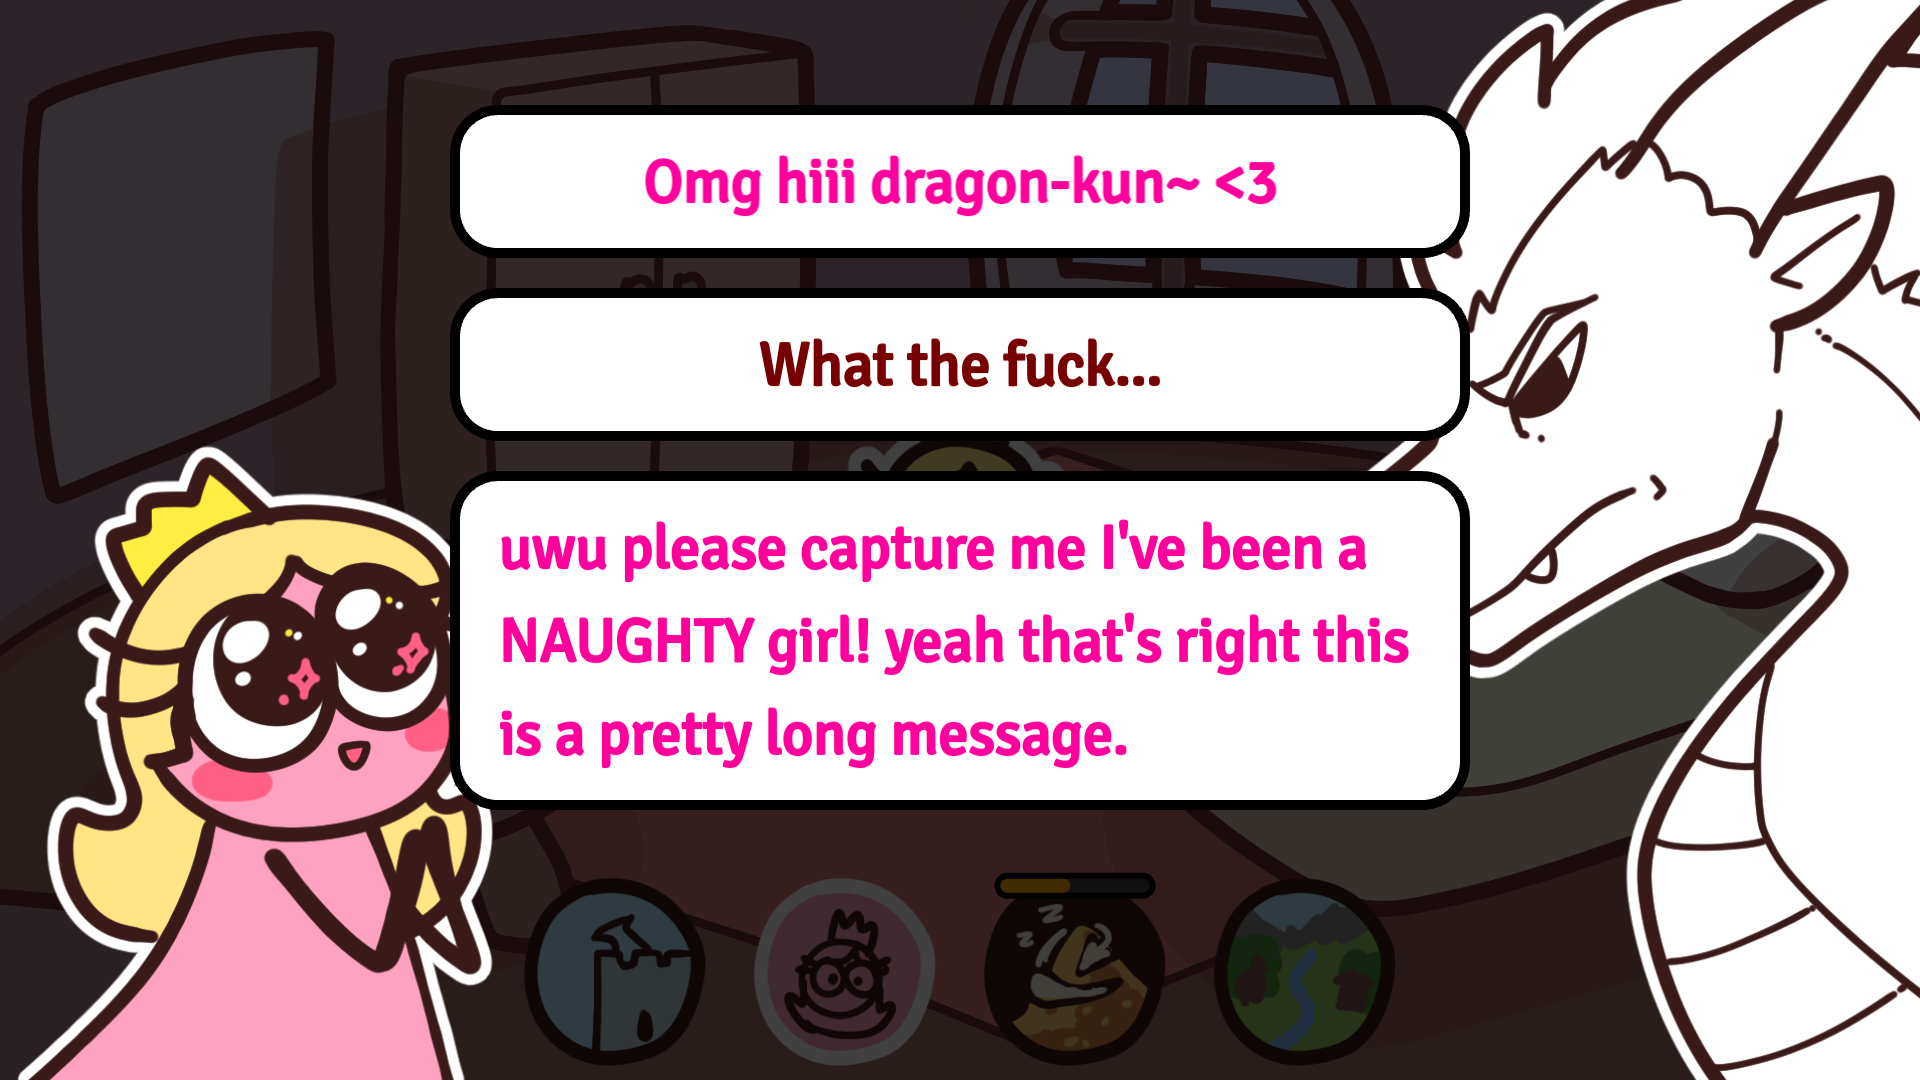 Omg hiii dragon-kun~ <3
What the fuck...
uwu please capture me I've been a
NAUGHTY girl! yeah that's right this
is a pretty long message.
z
z